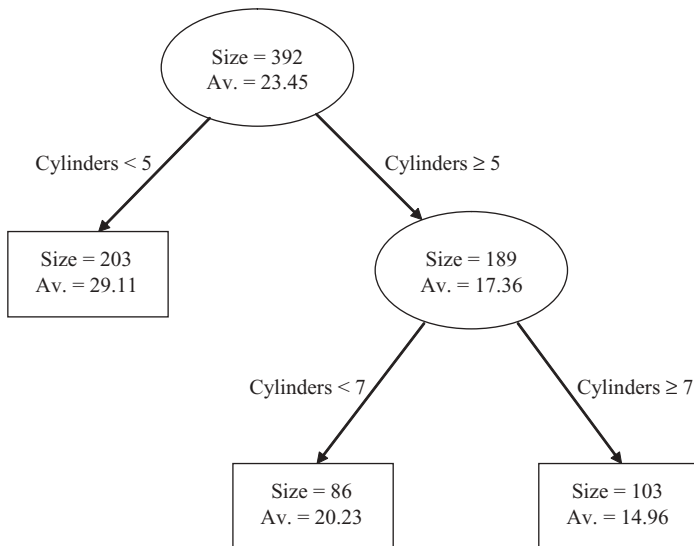 Size = 392
Av. = 23.45
Cylinders < 5
Cylinders ≥ 5
Size = 203
Av. = 29.11
Size = 189
Av. = 17.36
Cylinders < 7
Cylinders ≥ 7
Size = 86
Av. = 20.23
Size = 103
Av. = 14.96